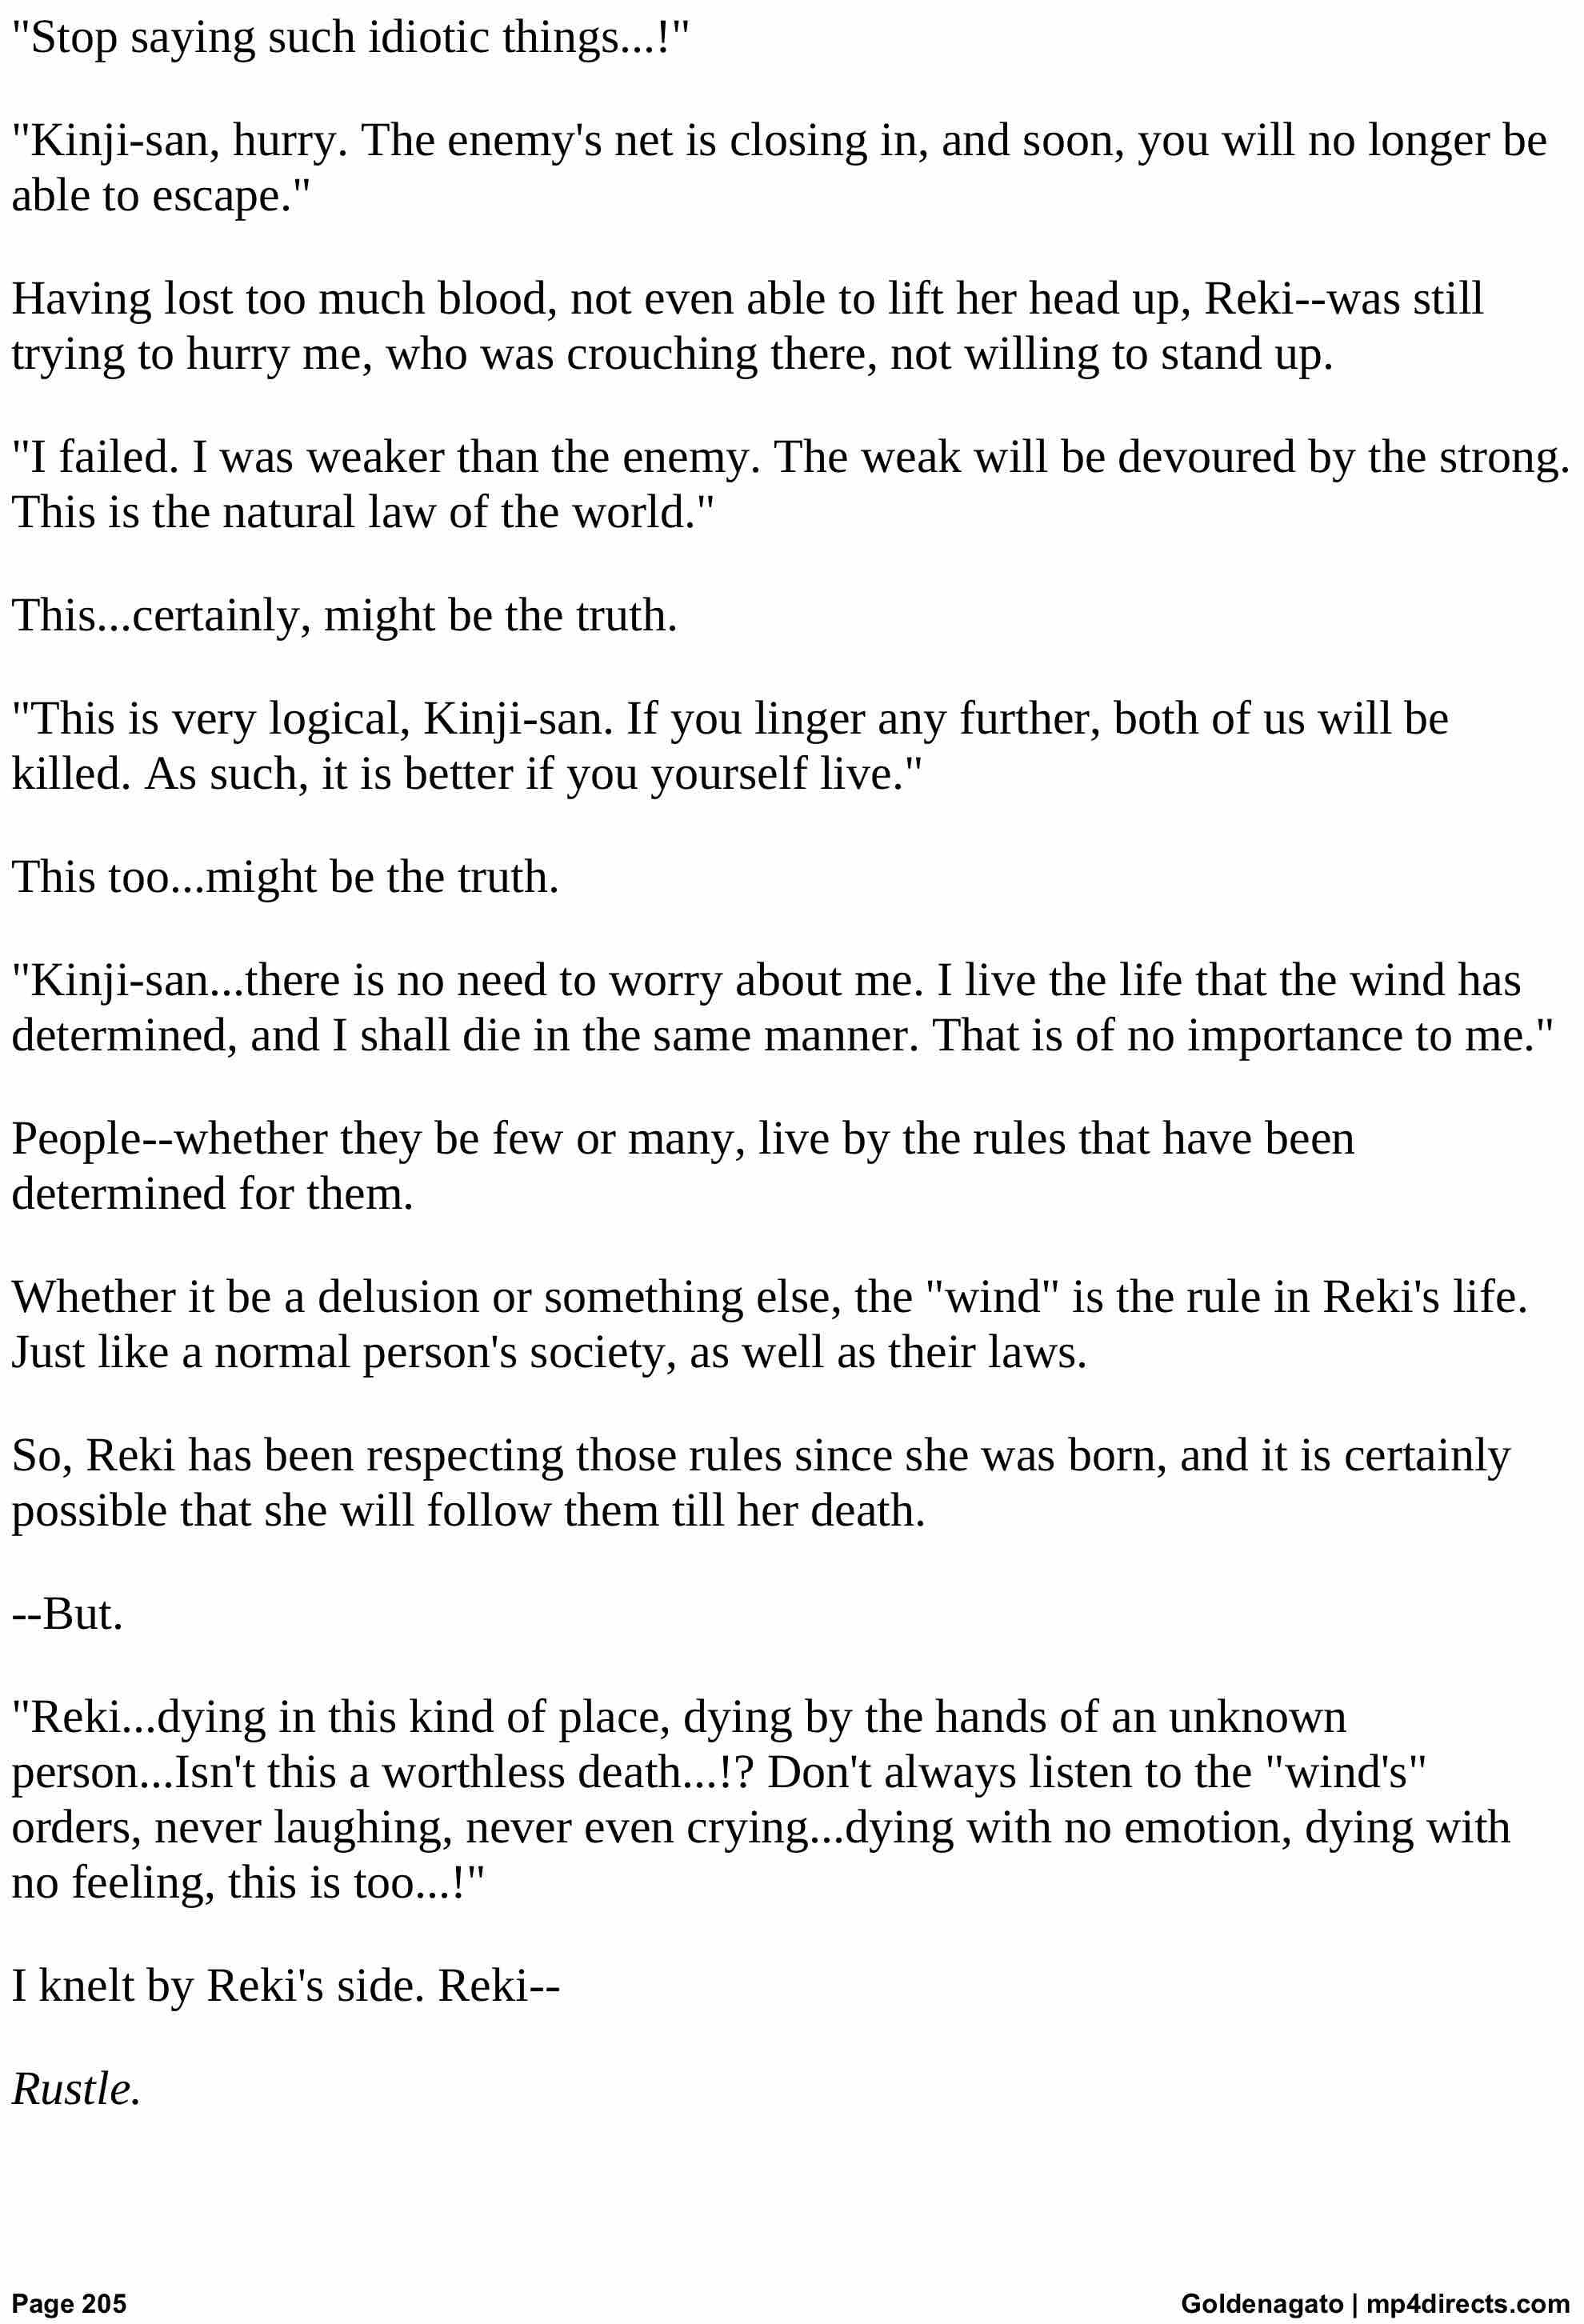 "Stop saying such idiotic things...!"
"Kinji-san, hurry. The enemy's net is closing in, and soon, you will no longer be
able to escape."
Having lost too much blood, not even able to lift her head up, Reki--was still
trying to hurry me, who was crouching there, not willing to stand up.
"I failed. I was weaker than the enemy. The weak will be devoured by the strong.
This is the natural law of the world."
This...certainly, might be the truth.
"This is very logical, Kinji-san. If you linger any further, both of us will be
killed. As such, it is better if you yourself live."
This too...might be the truth.
"Kinji-san...there is no need to worry about me. I live the life that the wind has
determined, and I shall die in the same manner. That is of no importance to me."
People--whether they be few or many, live by the rules that have been
determined for them.
Whether it be a delusion or something else, the "wind" is the rule in Reki's life.
Just like a normal person's society, as well as their laws.
So, Reki has been respecting those rules since she was born, and it is certainly
possible that she will follow them till her death.
--But.
"Reki...dying in this kind of place, dying by the hands of an unknown
person...Isn't this a worthless death...!? Don't always listen to the "wind's"
orders, never laughing, never even crying...dying with no emotion, dying with
no feeling, this is too...!"
I knelt by Reki's side. Reki--
Rustle.
Page 205
Goldenagato | mp4directs.com